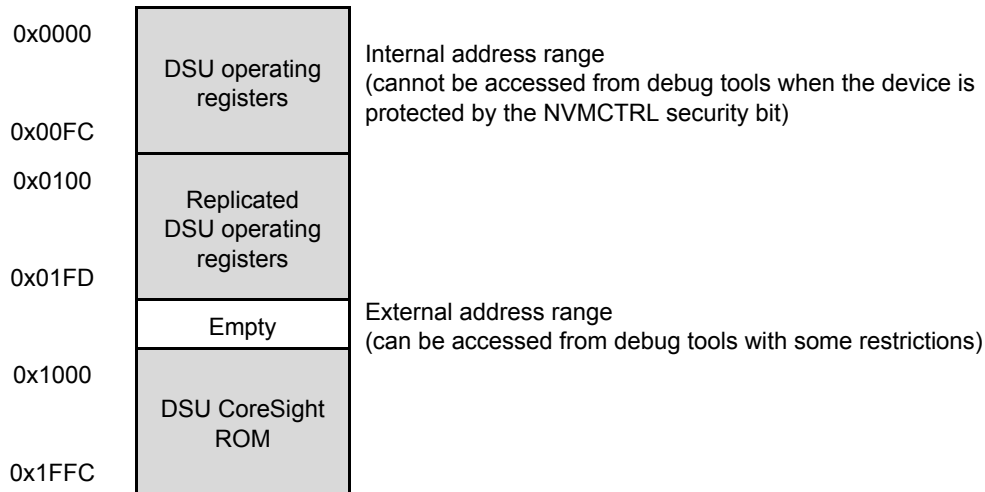 0x0000
DSU operating
registers
Internal address range
(cannot be accessed from debug tools when the device is
protected by the NVMCTRL security bit)
0x00FC
0x0100
Replicated
DSU operating
registers
0x01FD
Empty
External address range
(can be accessed from debug tools with some restrictions)
0x1000
DSU CoreSight
ROM
0x1FFC